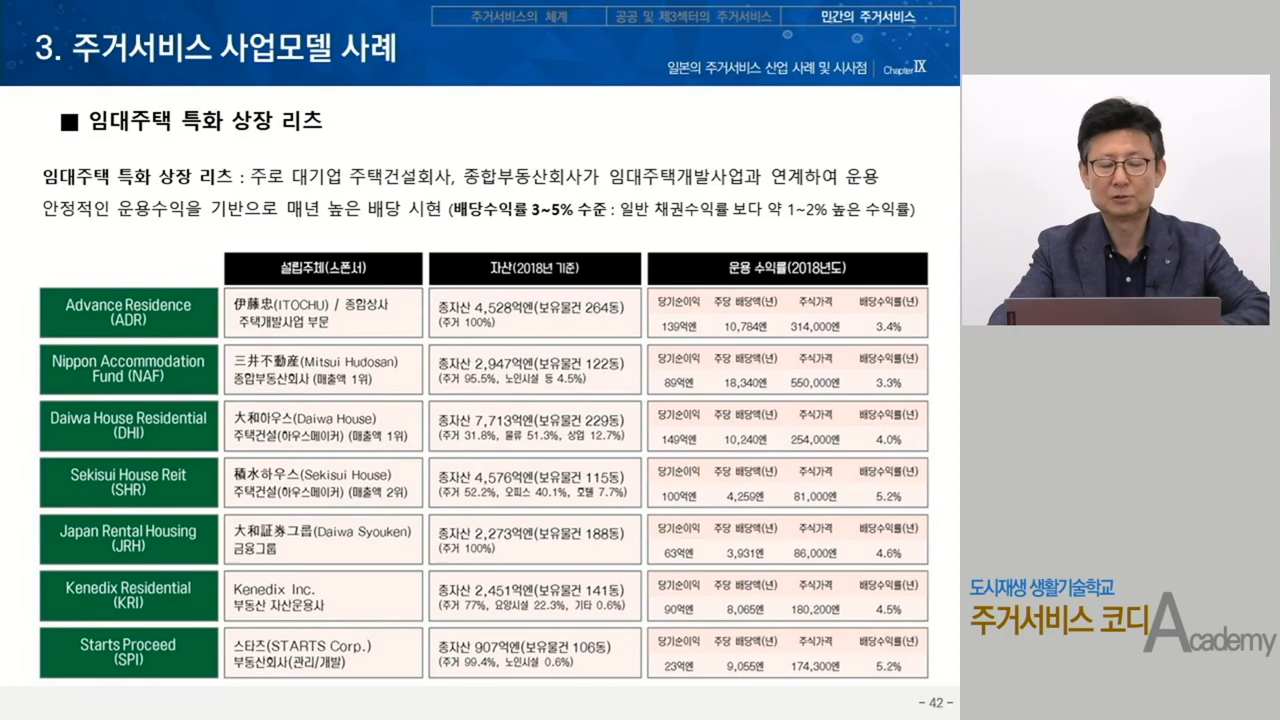 주거서비스의 체계
공공 및 제3섹터의 주거서비스
민간의 주거서비스
3. 주거서비스 사업모델 사례
일본의 주거서비스 산업 사례 및 시사점 Chapter IX
■ 임대주택 특화 상장 리츠
임대주택 특화 상장 리츠 : 주로 대기업 주택건설회사, 종합부동산회사가 임대주택개발사업과 연계하여 운용
안정적인 운용수익을 기반으로 매년 높은 배당 시현 (배당수익률 3~5% 수준 : 일반 채권수익률 보다 약 1~2% 높은 수익률)
설립주체(스폰서) 자산(2018년 기준) 운용 수익률(2018년도)
Advance Residence
(ADR)
伊藤忠(ITOCHU) / 종합상사
주택개발사업 부문
총자산 4,528억엔(보유물건 264동)
(주거 100%)
당기순이익 주당 배당액(년) 주식가격 배당수익률(년)
139억엔 10,784엔 314,000엔 3.4%
Nippon Accommodation
Fund (NAF)
三井不動産(Mitsui Hudosan)
종합부동산회사 (매출액 1위)
총자산 2,947억엔(보유물건 122동)
(주거 95.5%, 노인시설 등 4.5%)
당기순이익 주당 배당액(년) 주식가격 배당수익률(년)
89억엔 18,340엔 550,000엔 3.3%
Daiwa House Residential
(DHI)
大和하우스(Daiwa House)
주택건설(하우스메이커) (매출액 1위)
총자산 7,713억엔(보유물건 229동)
(주거 31.8%, 물류 51.3%, 상업 12.7%)
당기순이익 주당 배당액(년) 주식가격 배당수익률(년)
149억엔 10,240엔 254,000엔 4.0%
Sekisui House Reit
(SHR)
積水하우스(Sekisui House)
주택건설(하우스메이커) (매출액 2위)
총자산 4,576억엔(보유물건 115동)
(주거 52.2%, 오피스 40.1%, 호텔 7.7%)
당기순이익 주당 배당액(년) 주식가격 배당수익률(년)
100억엔 4,259엔 81,000엔 5.2%
Japan Rental Housing
(JRH)
大和証券그룹(Daiwa Syouken)
금융그룹
총자산 2,273억엔(보유물건 188동)
(주거 100%)
당기순이익 주당 배당액(년) 주식가격 배당수익률(년)
63억엔 3,931엔 86,000엔 4.6%
Kenedix Residential
(KRI)
Kenedix Inc.
부동산 자산운용사
총자산 2,451억엔(보유물건 141동)
(주거 77%, 요양시설 22.3%, 기타 0.6%)
당기순이익 주당 배당액(년) 주식가격 배당수익률(년)
90억엔 8,065엔 180,200엔 4.5%
Starts Proceed
(SPI)
스타즈(STARTS Corp.)
부동산회사(관리/개발)
총자산 907억엔(보유물건 106동)
(주거 99.4%, 노인시설 0.6%)
당기순이익 주당 배당액(년) 주식가격 배당수익률(년)
23억엔 9,055엔 174,300엔 5.2%
- 42 -
도시재생 생활기술학교
주거서비스 코디 Academy